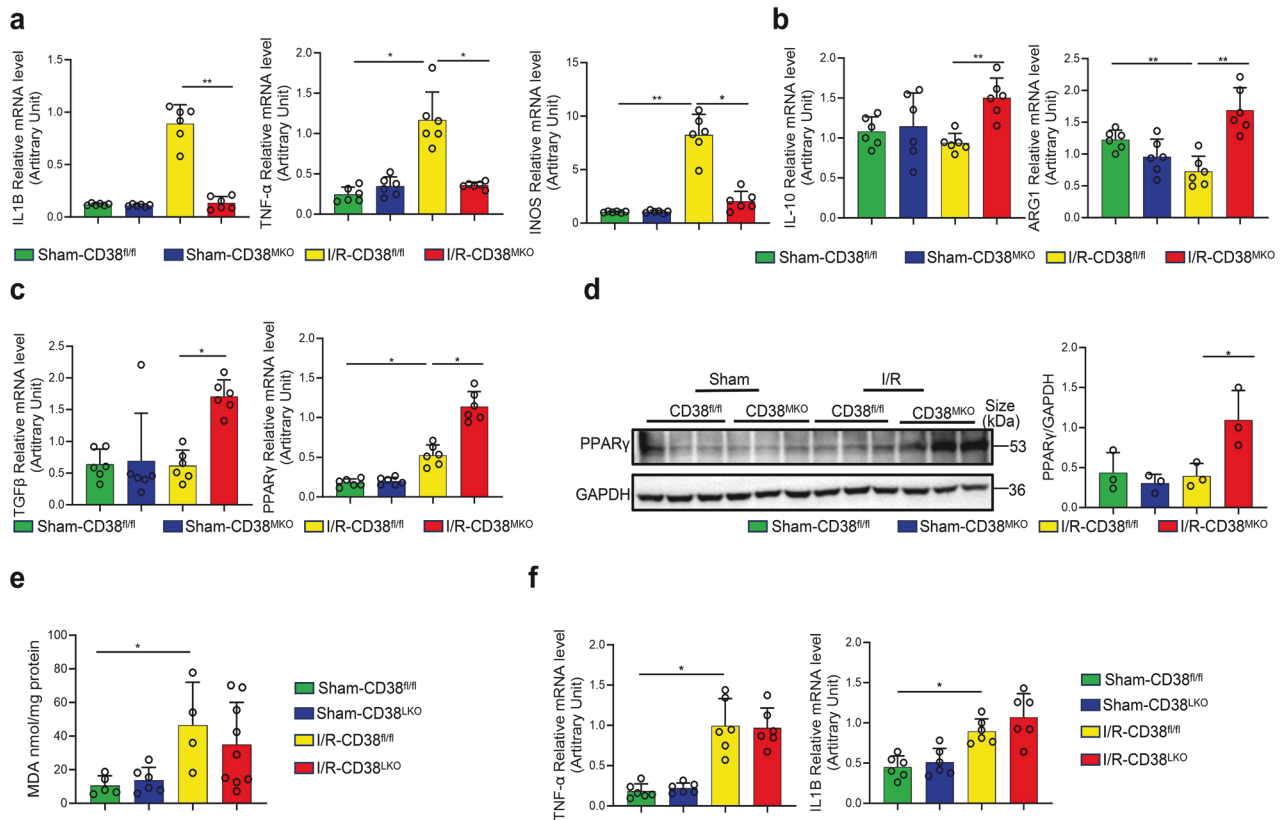 a
IL1B Relative mRNA level
(Artitrary Unit)
1.5
1.0
0.5
0.0
**
TNF-α Relative mRNA level
(Artitrary Unit)
2.0
1.5
1.0
0.5
0.0
*
*
INOS Relative mRNA level
(Artitrary Unit)
15
10
5
0
**
*
Sham-CD38fl/fl
Sham-CD38MKO
I/R-CD38fl/fl
I/R-CD38MKO
b
IL-10 Relative mRNA level
(Artitrary Unit)
2.0
1.5
1.0
0.5
0.0
**
ARG1 Relative mRNA level
(Artitrary Unit)
2.5
2.0
1.5
1.0
0.5
0.0
**
**
Sham-CD38fl/fl
Sham-CD38MKO
I/R-CD38fl/fl
I/R-CD38MKO
c
TGFβ Relative mRNA level
(Artitrary Unit)
2.5
2.0
1.5
1.0
0.5
0.0
*
PPARγ Relative mRNA level
(Artitrary Unit)
2.0
1.5
1.0
0.5
0.0
*
*
Sham-CD38fl/fl
Sham-CD38MKO
I/R-CD38fl/fl
I/R-CD38MKO
d
Sham
I/R
CD38fl/fl
CD38MKO
CD38fl/fl
CD38MKO
Size
(kDa)
PPARγ
53
GAPDH
36
PPARγ/GAPDH
2.0
1.5
1.0
0.5
0.0
*
Sham-CD38fl/fl
Sham-CD38MKO
I/R-CD38fl/fl
I/R-CD38MKO
e
MDA nmol/mg protein
100
80
60
40
20
0
*
Sham-CD38fl/fl
Sham-CD38LKO
I/R-CD38fl/fl
I/R-CD38LKO
f
TNF-α Relative mRNA level
(Artitrary Unit)
2.0
1.5
1.0
0.5
0.0
*
IL1B Relative mRNA level
(Artitrary Unit)
2.0
1.5
1.0
0.5
0.0
*
Sham-CD38fl/fl
Sham-CD38LKO
I/R-CD38fl/fl
I/R-CD38LKO